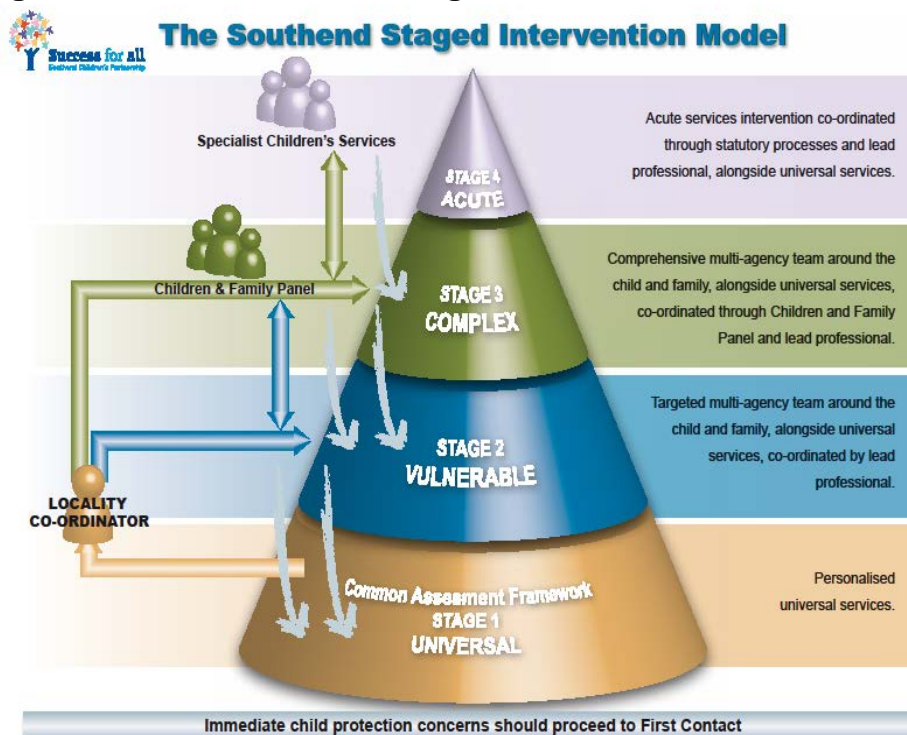 The Southend Staged Intervention Model
Success for all
Southend Children's Partnership
Specialist Children's Services
STAGE 4
ACUTE
Acute services intervention co-ordinated
through statutory processes and lead
professional, alongside universal services.
Children & Family Panel
STAGE 3
COMPLEX
Comprehensive multi-agency team around the
child and family, alongside universal services,
co-ordinated through Children and Family
Panel and lead professional.
STAGE 2
VULNERABLE
Targeted multi-agency team around the
child and family, alongside universal
services, co-ordinated by lead
professional.
LOCALITY
CO-ORDINATOR
Common Assessment Framework
STAGE 1
UNIVERSAL
Personalised
universal services.
Immediate child protection concerns should proceed to First Contact